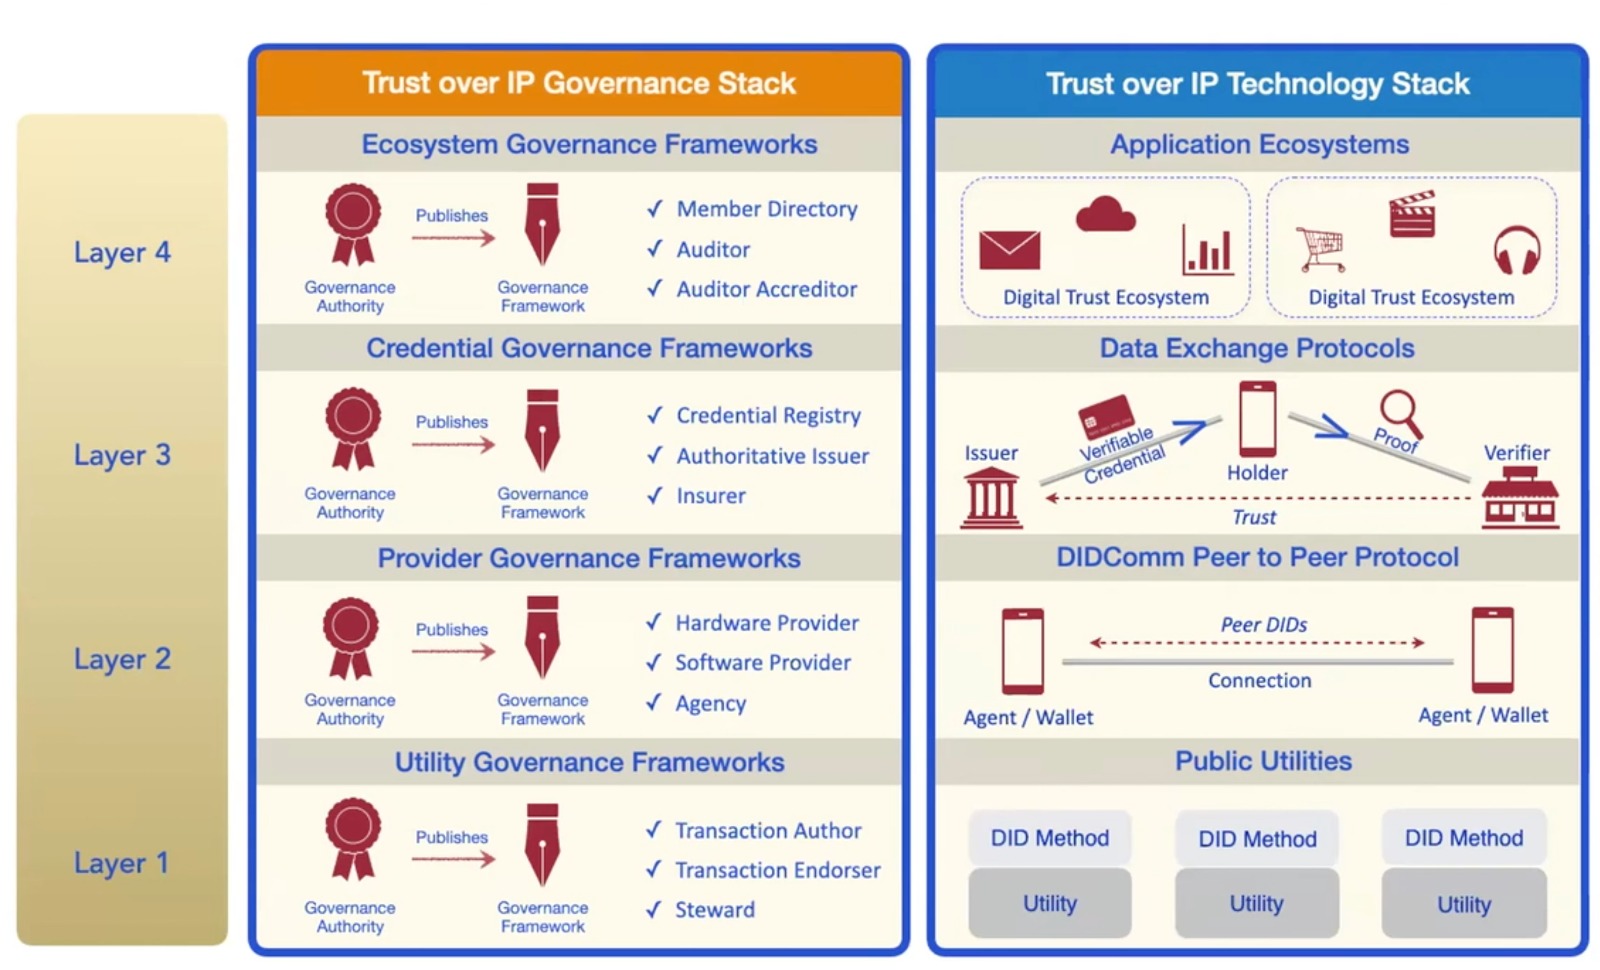 Trust over IP Governance Stack
Trust over IP Technology Stack
Layer 4
Ecosystem Governance Frameworks
Publishes
Governance
Authority
Governance
Framework
✓ Member Directory
✓ Auditor
✓ Auditor Accreditor
Application Ecosystems
Digital Trust Ecosystem
Digital Trust Ecosystem
Layer 3
Credential Governance Frameworks
Publishes
Governance
Authority
Governance
Framework
✓ Credential Registry
✓ Authoritative Issuer
✓ Insurer
Data Exchange Protocols
Issuer
Verifiable
Credential
Holder
Proof
Verifier
Trust
Layer 2
Provider Governance Frameworks
Publishes
Governance
Authority
Governance
Framework
✓ Hardware Provider
✓ Software Provider
✓ Agency
DIDComm Peer to Peer Protocol
Peer DIDs
Connection
Agent / Wallet
Agent / Wallet
Layer 1
Utility Governance Frameworks
Publishes
Governance
Authority
Governance
Framework
✓ Transaction Author
✓ Transaction Endorser
✓ Steward
Public Utilities
DID Method
DID Method
DID Method
Utility
Utility
Utility